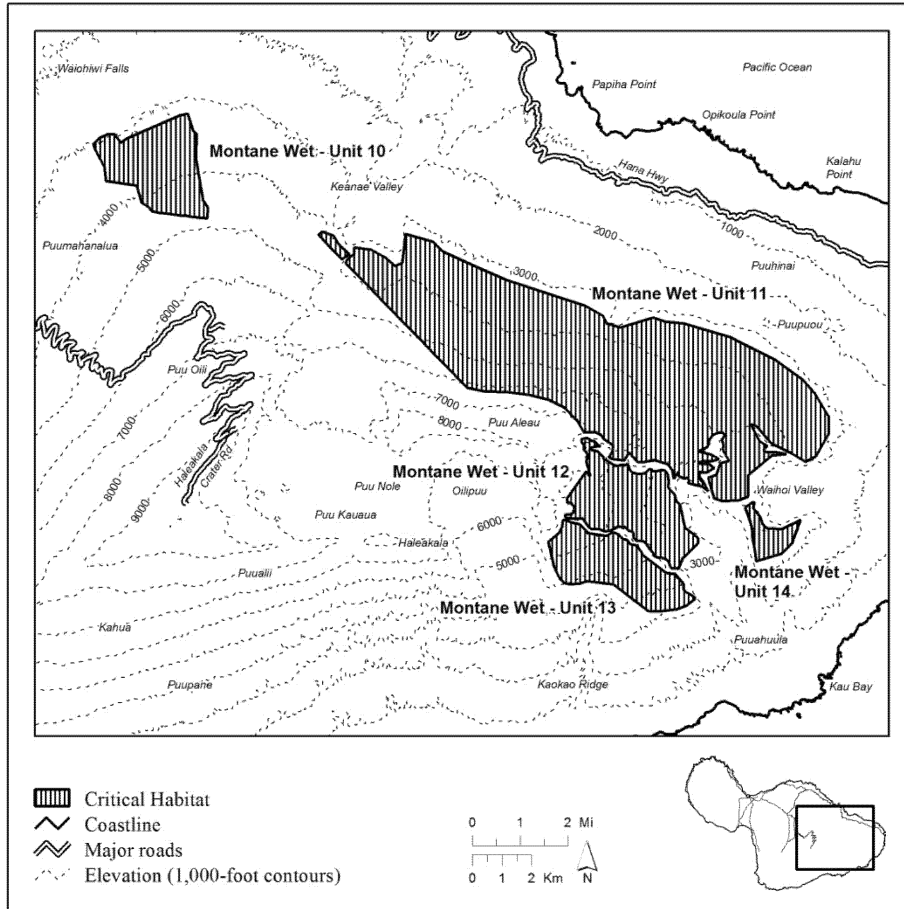 Waiohiwi Falls
Pacific Ocean
Papiha Point
Opikoula Point
Montane Wet - Unit 10
Kalahu
Point
Hana Hwy
Keanae Valley
4000
1000
2000
Puumahanalua
5000
Puuhinai
3000
Montane Wet - Unit 11
6000
Puupuou
Puu Oili
7000
7000
8000
Puu Aleau
Haleakala
Crater Rd
Montane Wet - Unit 12
8000
Puu Nole
Oilipuu
Waihoi Valley
9000
Puu Kauaua
6000
Haleakala
5000
3000
Puualii
Montane Wet -
Unit 14
Montane Wet - Unit 13
Kahua
Puuahuula
Puupane
Kaokao Ridge
Kau Bay
Critical Habitat
Coastline
Major roads
Elevation (1,000-foot contours)
0 1 2 Mi
0 1 2 Km
N